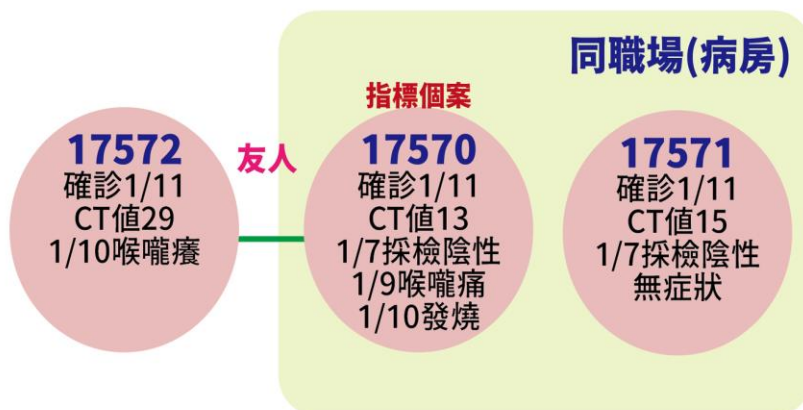 同職場(病房)
指標個案
17572
確診1/11
CT值29
1/10喉嚨癢
友人
17570
確診1/11
CT值13
1/7採檢陰性
1/9喉嚨痛
1/10發燒
17571
確診1/11
CT值15
1/7採檢陰性
無症狀